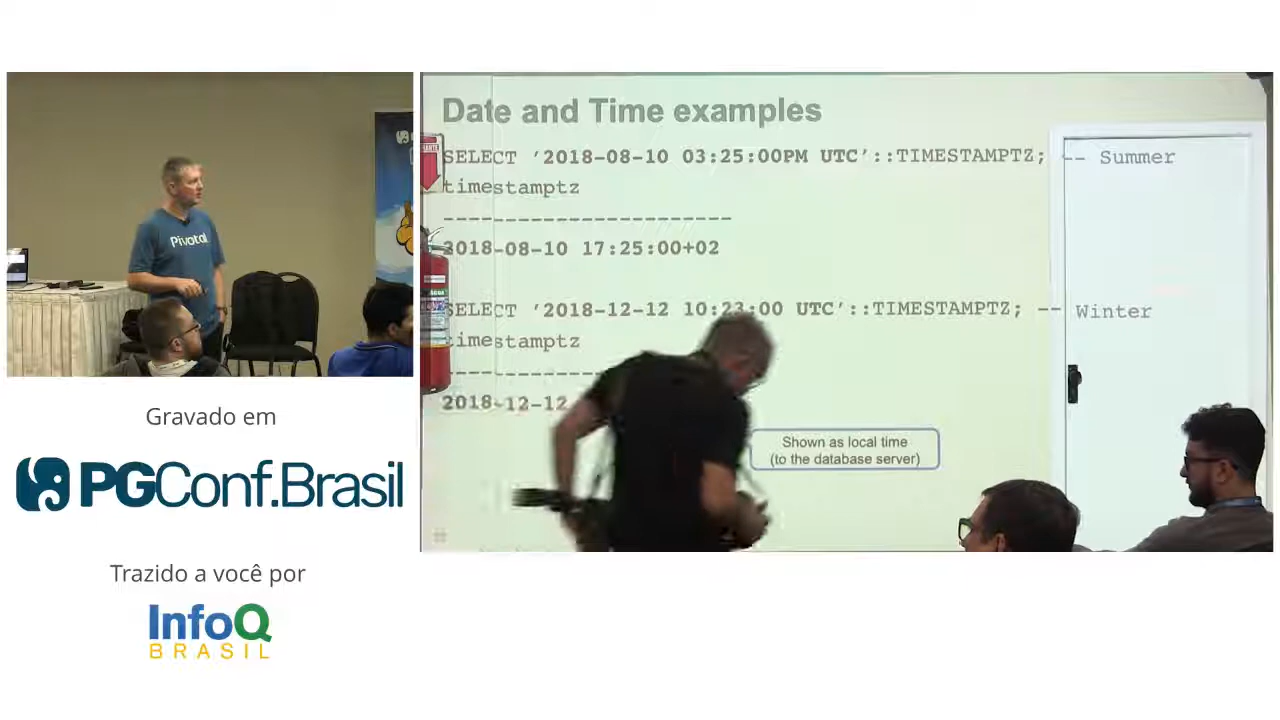 Date and Time examples
SELECT '2018-08-10 03:25:00PM UTC'::TIMESTAMPTZ; -- Summer
timestamptz
-----------------------
2018-08-10 17:25:00+02
SELECT '2018-12-12 10:23:00 UTC'::TIMESTAMPTZ; -- Winter
timestamptz
2018-12-12
Shown as local time
(to the database server)
Pivotal
Gravado em
PGConf.Brasil
Trazido a você por
InfoQ
BRASIL